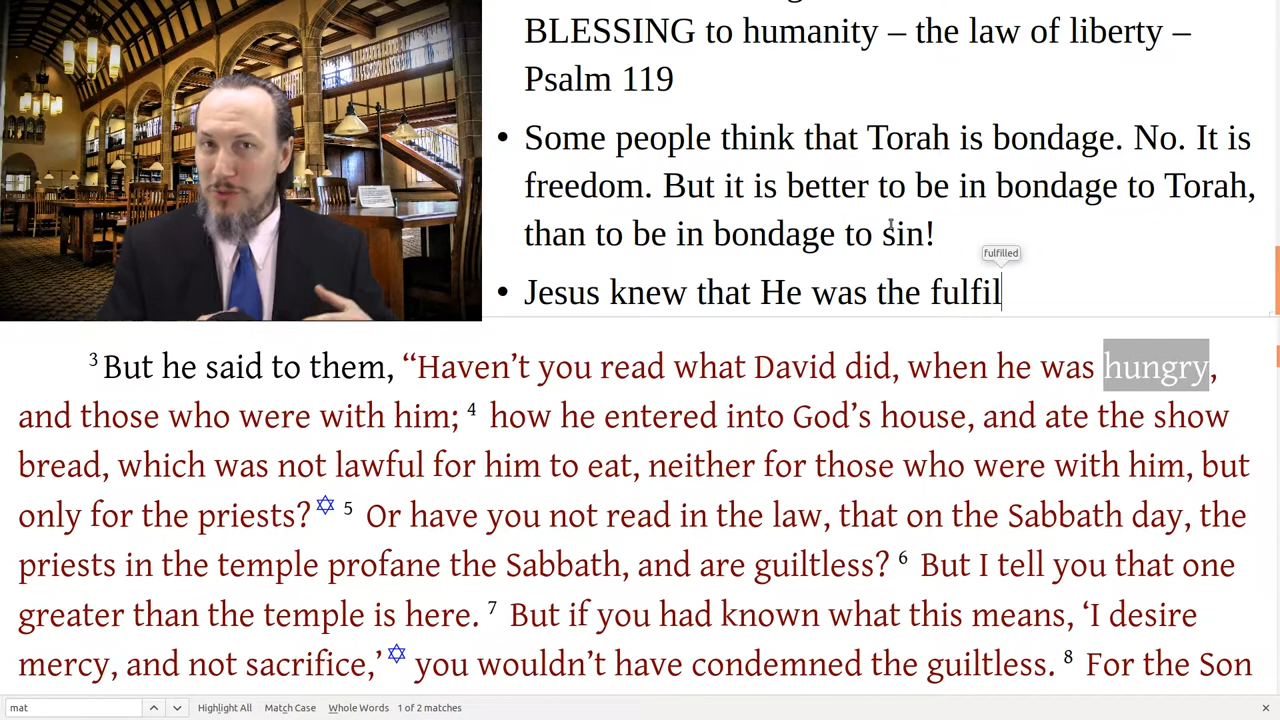 BLESSING to humanity – the law of liberty –
Psalm 119
• Some people think that Torah is bondage. No. It is
freedom. But it is better to be in bondage to Torah,
than to be in bondage to sin!
fulfilled
• Jesus knew that He was the fulfil
3 But he said to them, “Haven’t you read what David did, when he was hungry,
and those who were with him; 4 how he entered into God’s house, and ate the show
bread, which was not lawful for him to eat, neither for those who were with him, but
only for the priests?✡ 5 Or have you not read in the law, that on the Sabbath day, the
priests in the temple profane the Sabbath, and are guiltless? 6 But I tell you that one
greater than the temple is here. 7 But if you had known what this means, ‘I desire
mercy, and not sacrifice,’✡ you wouldn’t have condemned the guiltless. 8 For the Son
mat
Highlight All
Match Case
Whole Words
1 of 2 matches